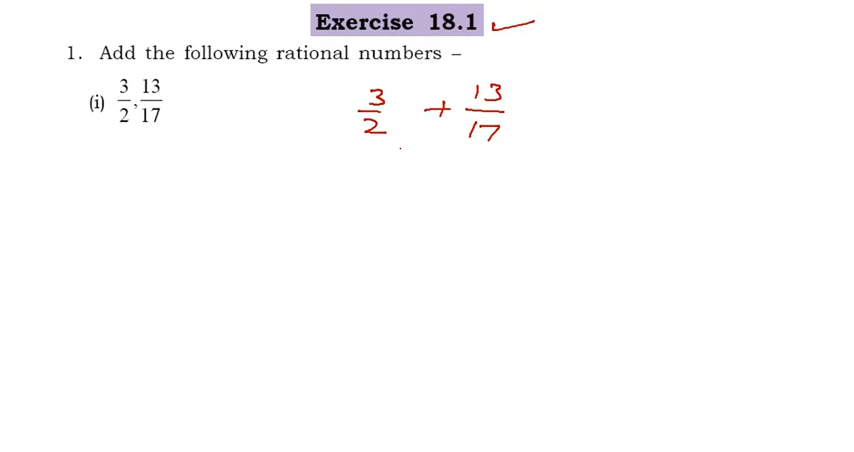 Exercise 18.1
1. Add the following rational numbers –
(i) 3/2, 13/17
3/2 + 13/17